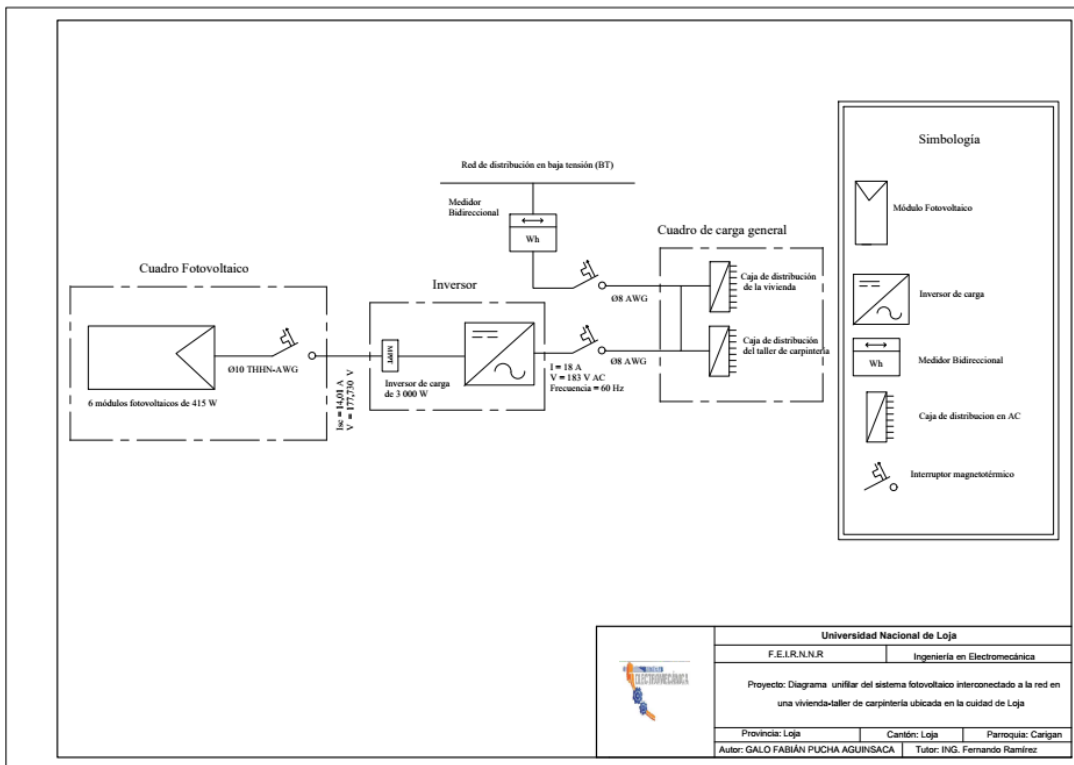 Red de distribución en baja tensión (BT)
Medidor
Bidireccional
Wh
Cuadro Fotovoltaico
Ø10 THHN-AWG
6 módulos fotovoltaicos de 415 W
Isc = 14,01 A
V = 177,730 V
Inversor
MPPT
Inversor de carga
de 3 000 W
Ø8 AWG
Ø8 AWG
I = 18 A
V = 183 V AC
Frecuencia = 60 Hz
Cuadro de carga general
Caja de distribución
de la vivienda
Caja de distribución
del taller de carpintería
Simbología
Módulo Fotovoltaico
Inversor de carga
Wh
Medidor Bidireccional
Caja de distribucion en AC
Interruptor magnetotérmico
ELECTROMECÁNICA
Universidad Nacional de Loja
F.E.I.R.N.N.R
Ingeniería en Electromecánica
Proyecto: Diagrama unifilar del sistema fotovoltaico interconectado a la red en
una vivienda-taller de carpintería ubicada en la cuidad de Loja
Provincia: Loja
Cantón: Loja
Parroquia: Carigan
Autor: GALO FABIÁN PUCHA AGUINSACA
Tutor: ING. Fernando Ramírez